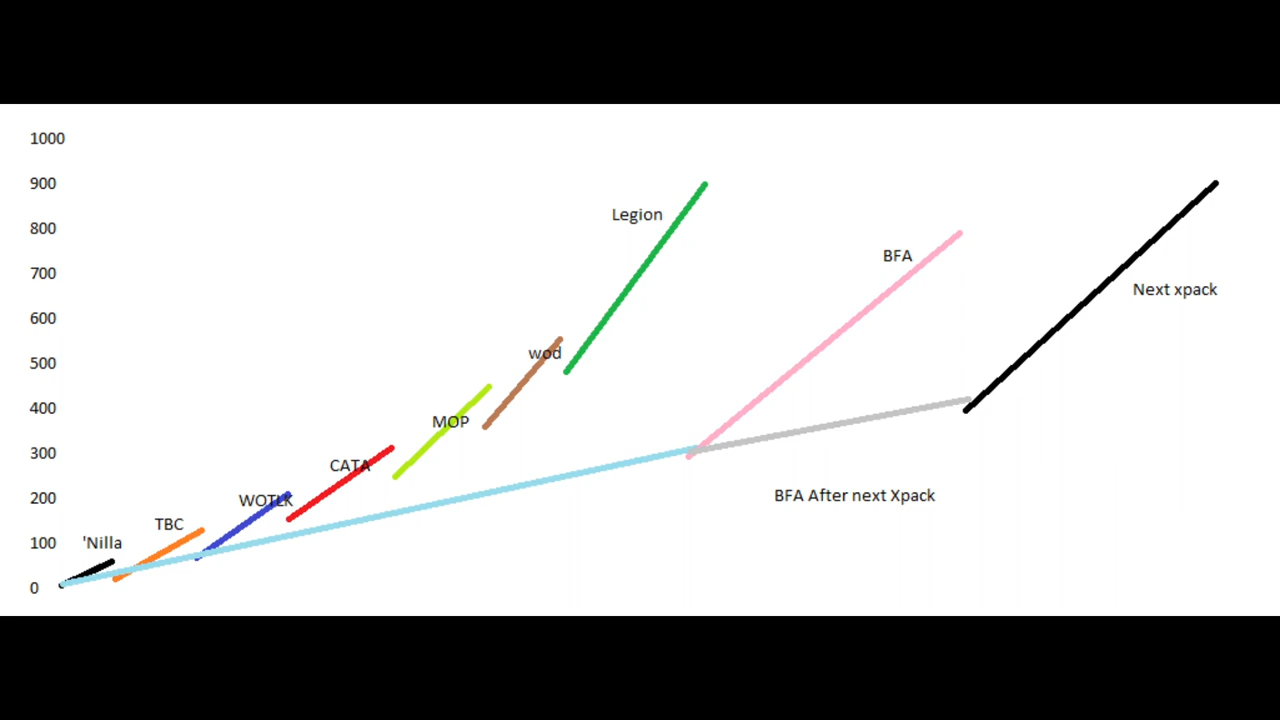 1000
900
800
700
600
500
400
300
200
100
0
'Nilla
TBC
WOTLK
CATA
MOP
wod
Legion
BFA
Next xpack
BFA After next Xpack